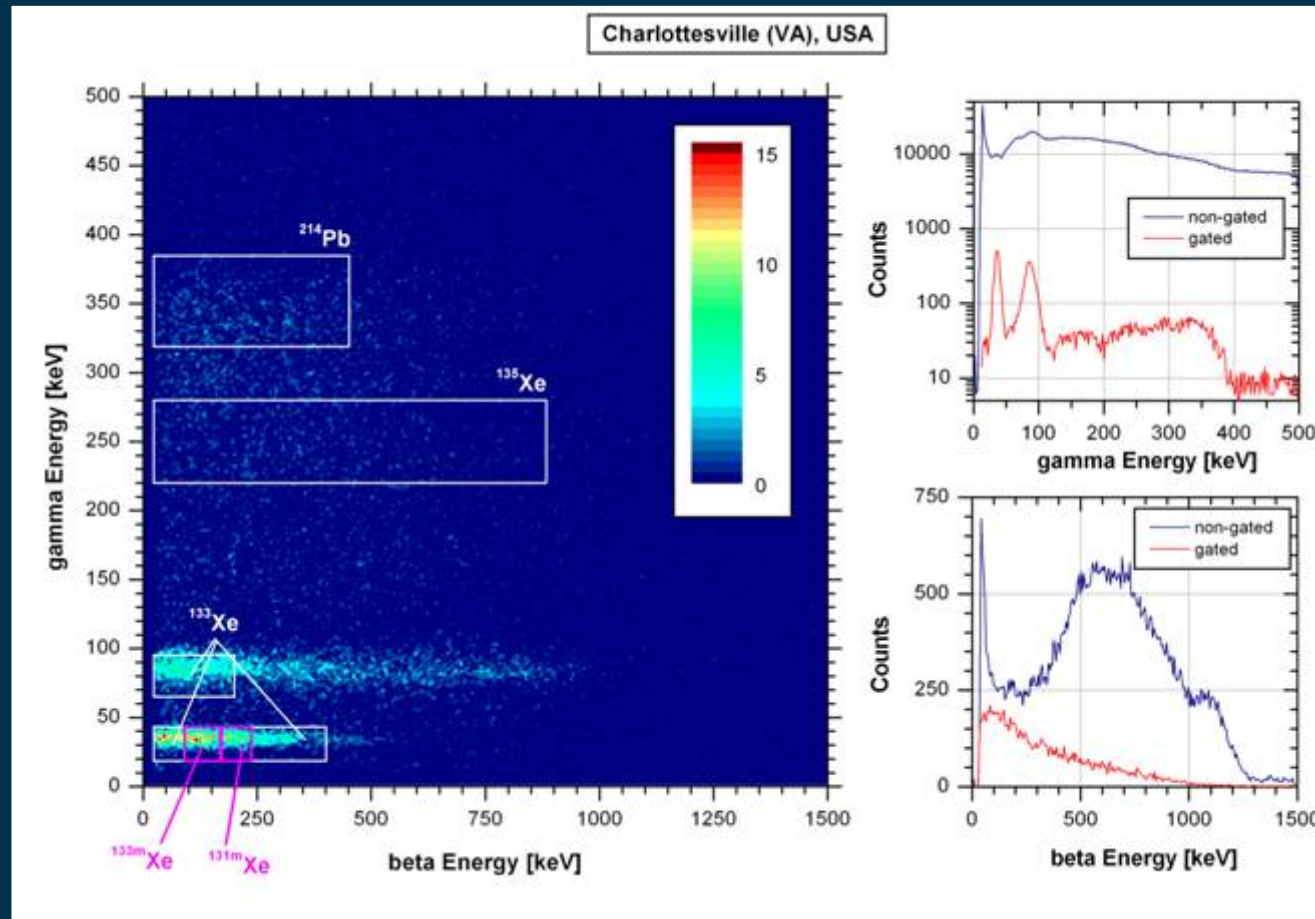 Charlottesville (VA), USA
500
450
400
350
300
250
200
150
100
50
0
gamma Energy [keV]
²¹⁴Pb
¹³⁵Xe
¹³³Xe
15
10
5
0
0
250
500
750
1000
1250
1500
¹³³ᵐXe
¹³¹ᵐXe
beta Energy [keV]
10000
1000
100
10
Counts
non-gated
gated
0
100
200
300
400
500
gamma Energy [keV]
750
500
250
0
Counts
non-gated
gated
0
500
1000
1500
beta Energy [keV]